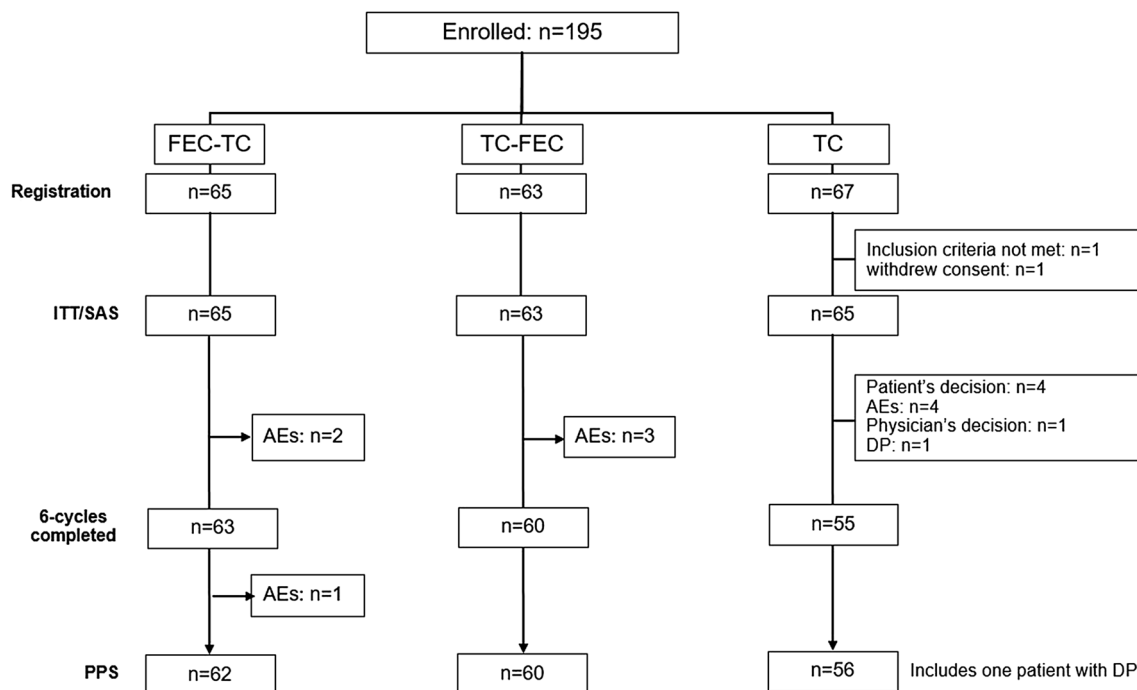 Enrolled: n=195
FEC-TC
TC-FEC
TC
Registration
n=65
n=63
n=67
Inclusion criteria not met: n=1
withdrew consent: n=1
ITT/SAS
n=65
n=63
n=65
Patient's decision: n=4
AEs: n=4
Physician's decision: n=1
DP: n=1
AEs: n=2
AEs: n=3
6-cycles
completed
n=63
n=60
n=55
AEs: n=1
PPS
n=62
n=60
n=56
Includes one patient with DP